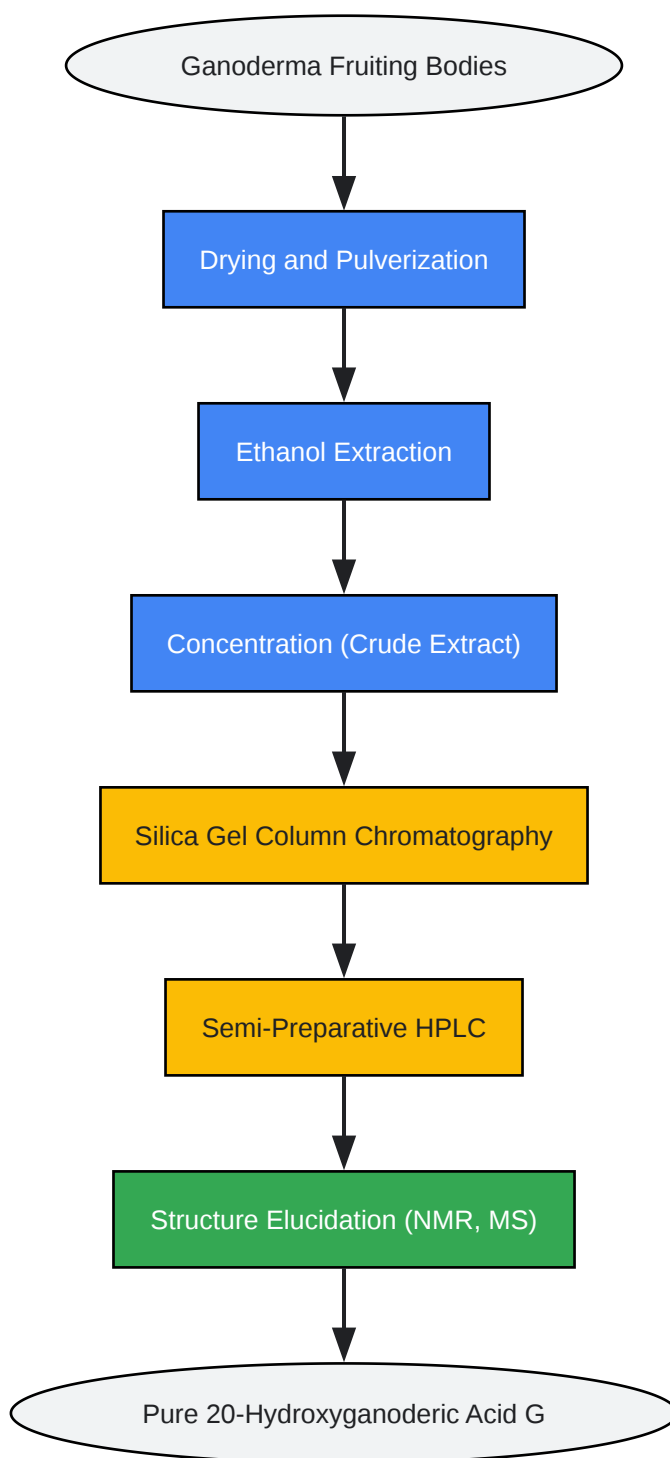 Ganoderma Fruiting Bodies
Drying and Pulverization
Ethanol Extraction
Concentration (Crude Extract)
Silica Gel Column Chromatography
Semi-Preparative HPLC
Structure Elucidation (NMR, MS)
Pure 20-Hydroxyganoderic Acid G